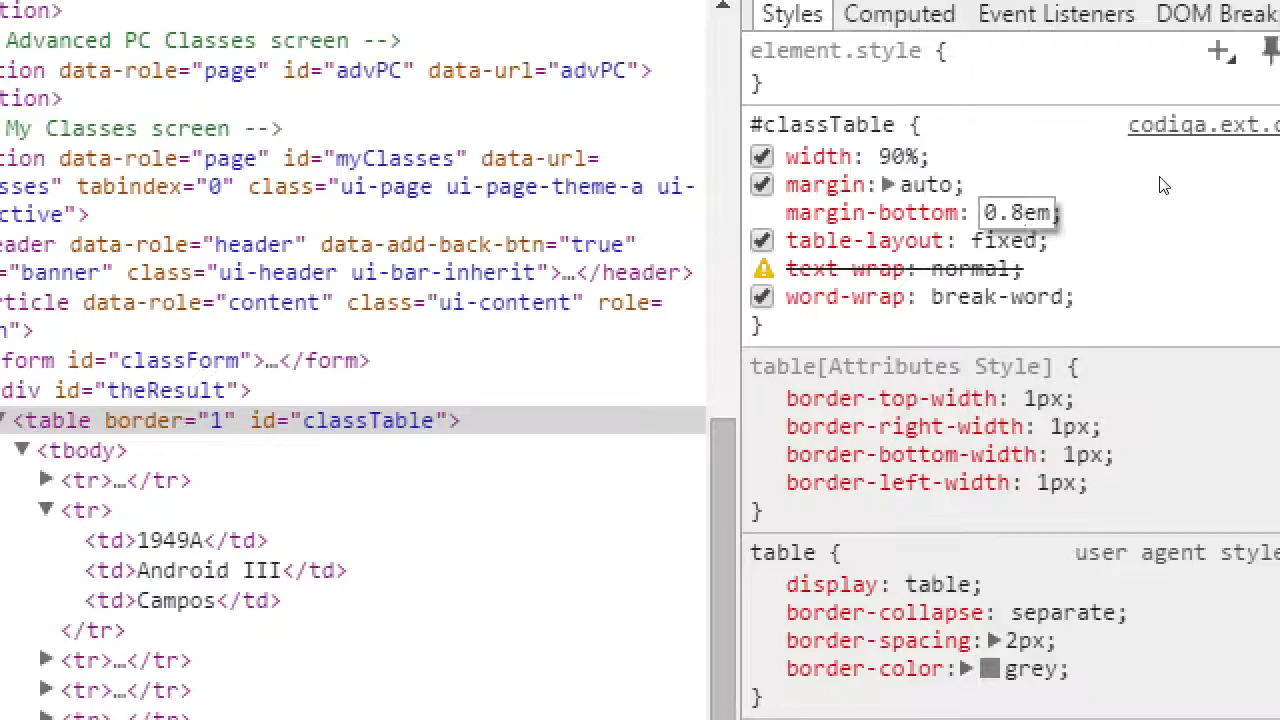 tion>
Advanced PC Classes screen -->
tion data-role="page" id="advPC" data-url="advPC">
tion>
My Classes screen -->
tion data-role="page" id="myClasses" data-url=
sses" tabindex="0" class="ui-page ui-page-theme-a ui-
ctive">
eader data-role="header" data-add-back-btn="true"
="banner" class="ui-header ui-bar-inherit">…</header>
rticle data-role="content" class="ui-content" role=
n">
form id="classForm">…</form>
div id="theResult">
<table border="1" id="classTable">
<tbody>
<tr>…</tr>
<tr>
<td>1949A</td>
<td>Android III</td>
<td>Campos</td>
</tr>
<tr>…</tr>
<tr>…</tr>
Styles Computed Event Listeners DOM Break
element.style {
}
#classTable { codiqa.ext.c
width: 90%;
margin: auto;
margin-bottom: 0.8em;
table-layout: fixed;
text-wrap: normal;
word-wrap: break-word;
}
table[Attributes Style] {
border-top-width: 1px;
border-right-width: 1px;
border-bottom-width: 1px;
border-left-width: 1px;
}
table { user agent style
display: table;
border-collapse: separate;
border-spacing: 2px;
border-color: grey;
}